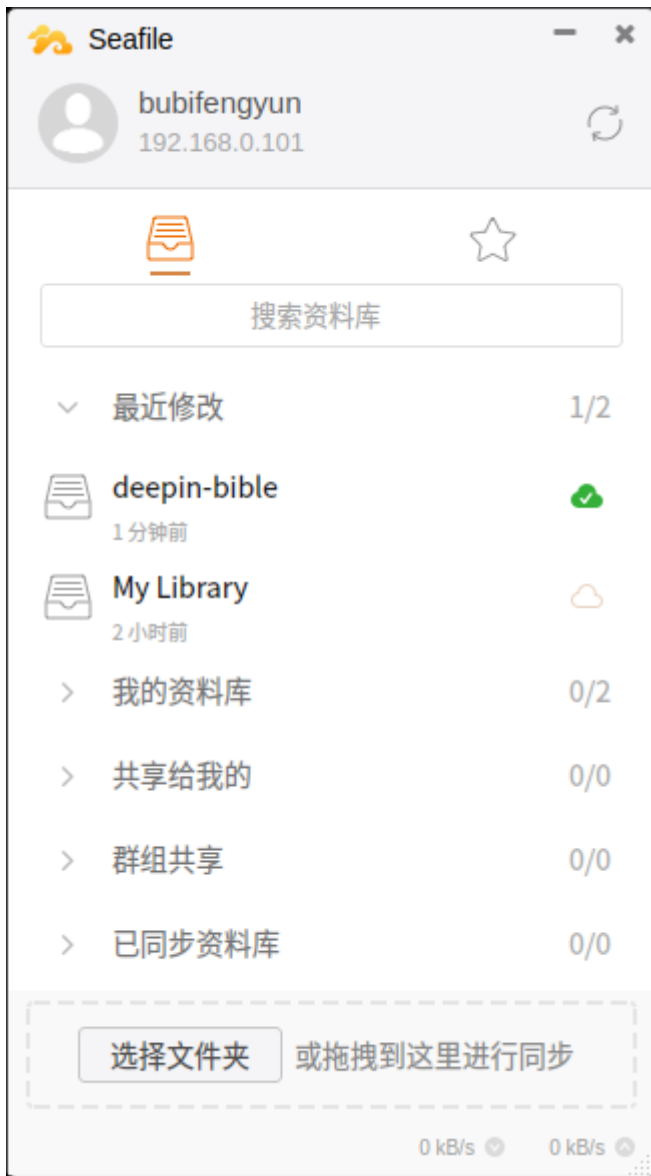 Seafile
bubifengyun
192.168.0.101
搜索资料库
最近修改 1/2
deepin-bible
1 分钟前
My Library
2 小时前
我的资料库 0/2
共享给我的 0/0
群组共享 0/0
已同步资料库 0/0
选择文件夹 或拖拽到这里进行同步
0 kB/s 0 kB/s